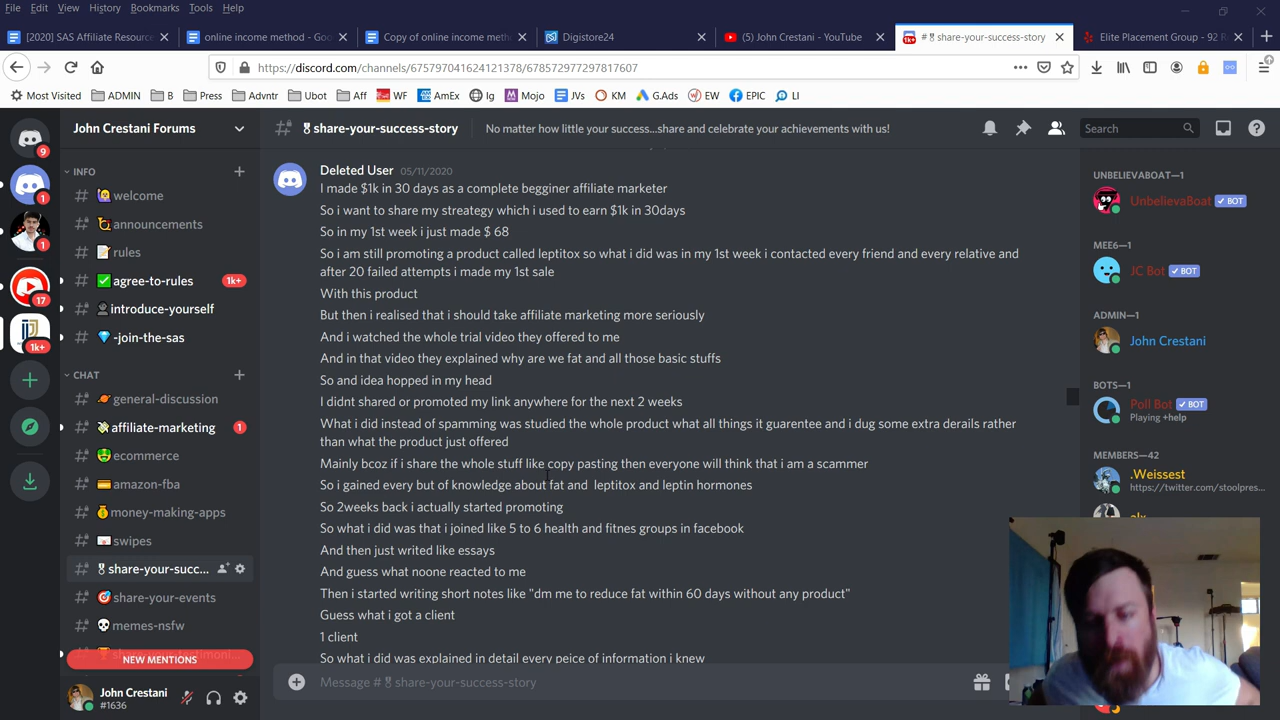 File Edit View History Bookmarks Tools Help
[2020] SAS Affiliate Resource
online income method - Goo
Copy of online income meth
Digistore24
(5) John Crestani - YouTube
# 🎖 share-your-success-story
Elite Placement Group - 92 R
1k+
https://discord.com/channels/675797041624121378/678572977297817607
Most Visited ADMIN B Press Advntr Ubot Aff WF AmEx Ig Mojo JVs KM G.Ads EW EPIC LI
John Crestani Forums
share-your-success-story
No matter how little your success...share and celebrate your achievements with us!
Search
9
1
1
17
1k+
INFO
welcome
announcements
rules
agree-to-rules 1k+
introduce-yourself
-join-the-sas
CHAT
general-discussion
affiliate-marketing 1
ecommerce
amazon-fba
money-making-apps
swipes
share-your-succ...
share-your-events
memes-nsfw
NEW MENTIONS
John Crestani
#1636
Deleted User 05/11/2020
I made $1k in 30 days as a complete begginer affiliate marketer
So i want to share my streategy which i used to earn $1k in 30days
So in my 1st week i just made $ 68
So i am still promoting a product called leptitox so what i did was in my 1st week i contacted every friend and every relative and
after 20 failed attempts i made my 1st sale
With this product
But then i realised that i should take affiliate marketing more seriously
And i watched the whole trial video they offered to me
And in that video they explained why are we fat and all those basic stuffs
So and idea hopped in my head
I didnt shared or promoted my link anywhere for the next 2 weeks
What i did instead of spamming was studied the whole product what all things it guarentee and i dug some extra derails rather
than what the product just offered
Mainly bcoz if i share the whole stuff like copy pasting then everyone will think that i am a scammer
So i gained every but of knowledge about fat and leptitox and leptin hormones
So 2weeks back i actually started promoting
So what i did was that i joined like 5 to 6 health and fitnes groups in facebook
And then just writed like essays
And guess what noone reacted to me
Then i started writing short notes like "dm me to reduce fat within 60 days without any product"
Guess what i got a client
1 client
So what i did was explained in detail every peice of information i knew
Message # 🎖 share-your-success-story
UNBELIEVABOAT—1
UnbelievaBoat ✔ BOT
MEE6—1
JC Bot ✔ BOT
ADMIN—1
John Crestani
BOTS—1
Poll Bot ✔ BOT
Playing +help
MEMBERS—42
.Weissest
https://twitter.com/stoolpres...